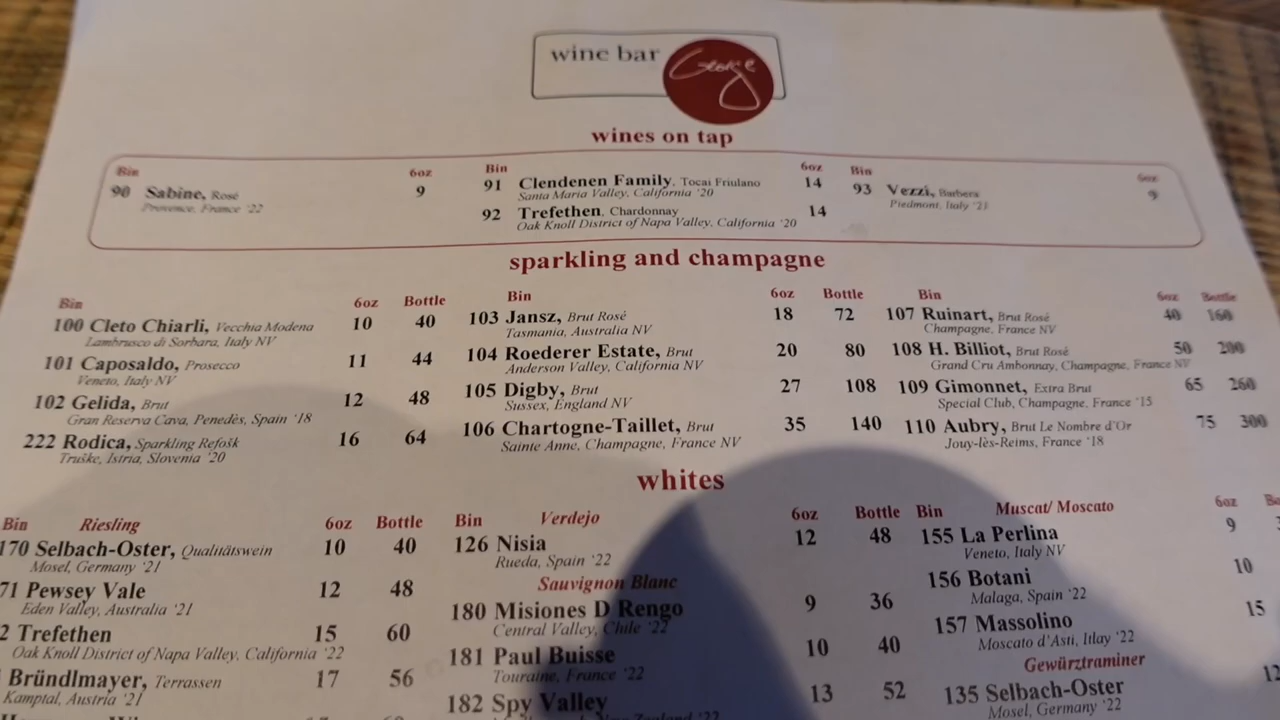 wine bar George
wines on tap
Bin 6oz Bin 6oz Bin 6oz
90 Sabine, Rosé 9
Provence, France '22
91 Clendenen Family, Tocai Friulano 14
Santa Maria Valley, California '20
92 Trefethen, Chardonnay 14
Oak Knoll District of Napa Valley, California '20
93 Vezzi, Barbera 9
Piedmont, Italy '21
sparkling and champagne
Bin 6oz Bottle
100 Cleto Chiarli, Vecchia Modena 10 40
Lambrusco di Sorbara, Italy NV
101 Caposaldo, Prosecco 11 44
Veneto, Italy NV
102 Gelida, Brut 12 48
Gran Reserva Cava, Penedès, Spain '18
222 Rodica, Sparkling Refošk 16 64
Truške, Istria, Slovenia '20
Bin 6oz Bottle
103 Jansz, Brut Rosé 18 72
Tasmania, Australia NV
104 Roederer Estate, Brut 20 80
Anderson Valley, California NV
105 Digby, Brut 27 108
Sussex, England NV
106 Chartogne-Taillet, Brut 35 140
Sainte Anne, Champagne, France NV
Bin 6oz Bottle
107 Ruinart, Brut Rosé 40 160
Champagne, France NV
108 H. Billiot, Brut Rosé 50 200
Grand Cru Ambonnay, Champagne, France NV
109 Gimonnet, Extra Brut 65 260
Special Club, Champagne, France '15
110 Aubry, Brut Le Nombre d'Or 75 300
Jouy-lès-Reims, France '18
whites
Bin Riesling 6oz Bottle
170 Selbach-Oster, Qualitätswein 10 40
Mosel, Germany '21
71 Pewsey Vale 12 48
Eden Valley, Australia '21
2 Trefethen 15 60
Oak Knoll District of Napa Valley, California '22
Bründlmayer, Terrassen 17 56
Kamptal, Austria '21
Bin Verdejo 6oz Bottle
126 Nisia 12 48
Rueda, Spain '22
Sauvignon Blanc
180 Misiones D Rengo 9 36
Central Valley, Chile '22
181 Paul Buisse 10 40
Touraine, France '22
182 Spy Valley 13 52
Bin Muscat/ Moscato 6oz
155 La Perlina 9
Veneto, Italy NV
156 Botani 10
Malaga, Spain '22
157 Massolino 15
Moscato d'Asti, Itlay '22
Gewürztraminer
135 Selbach-Oster 12
Mosel, Germany '22